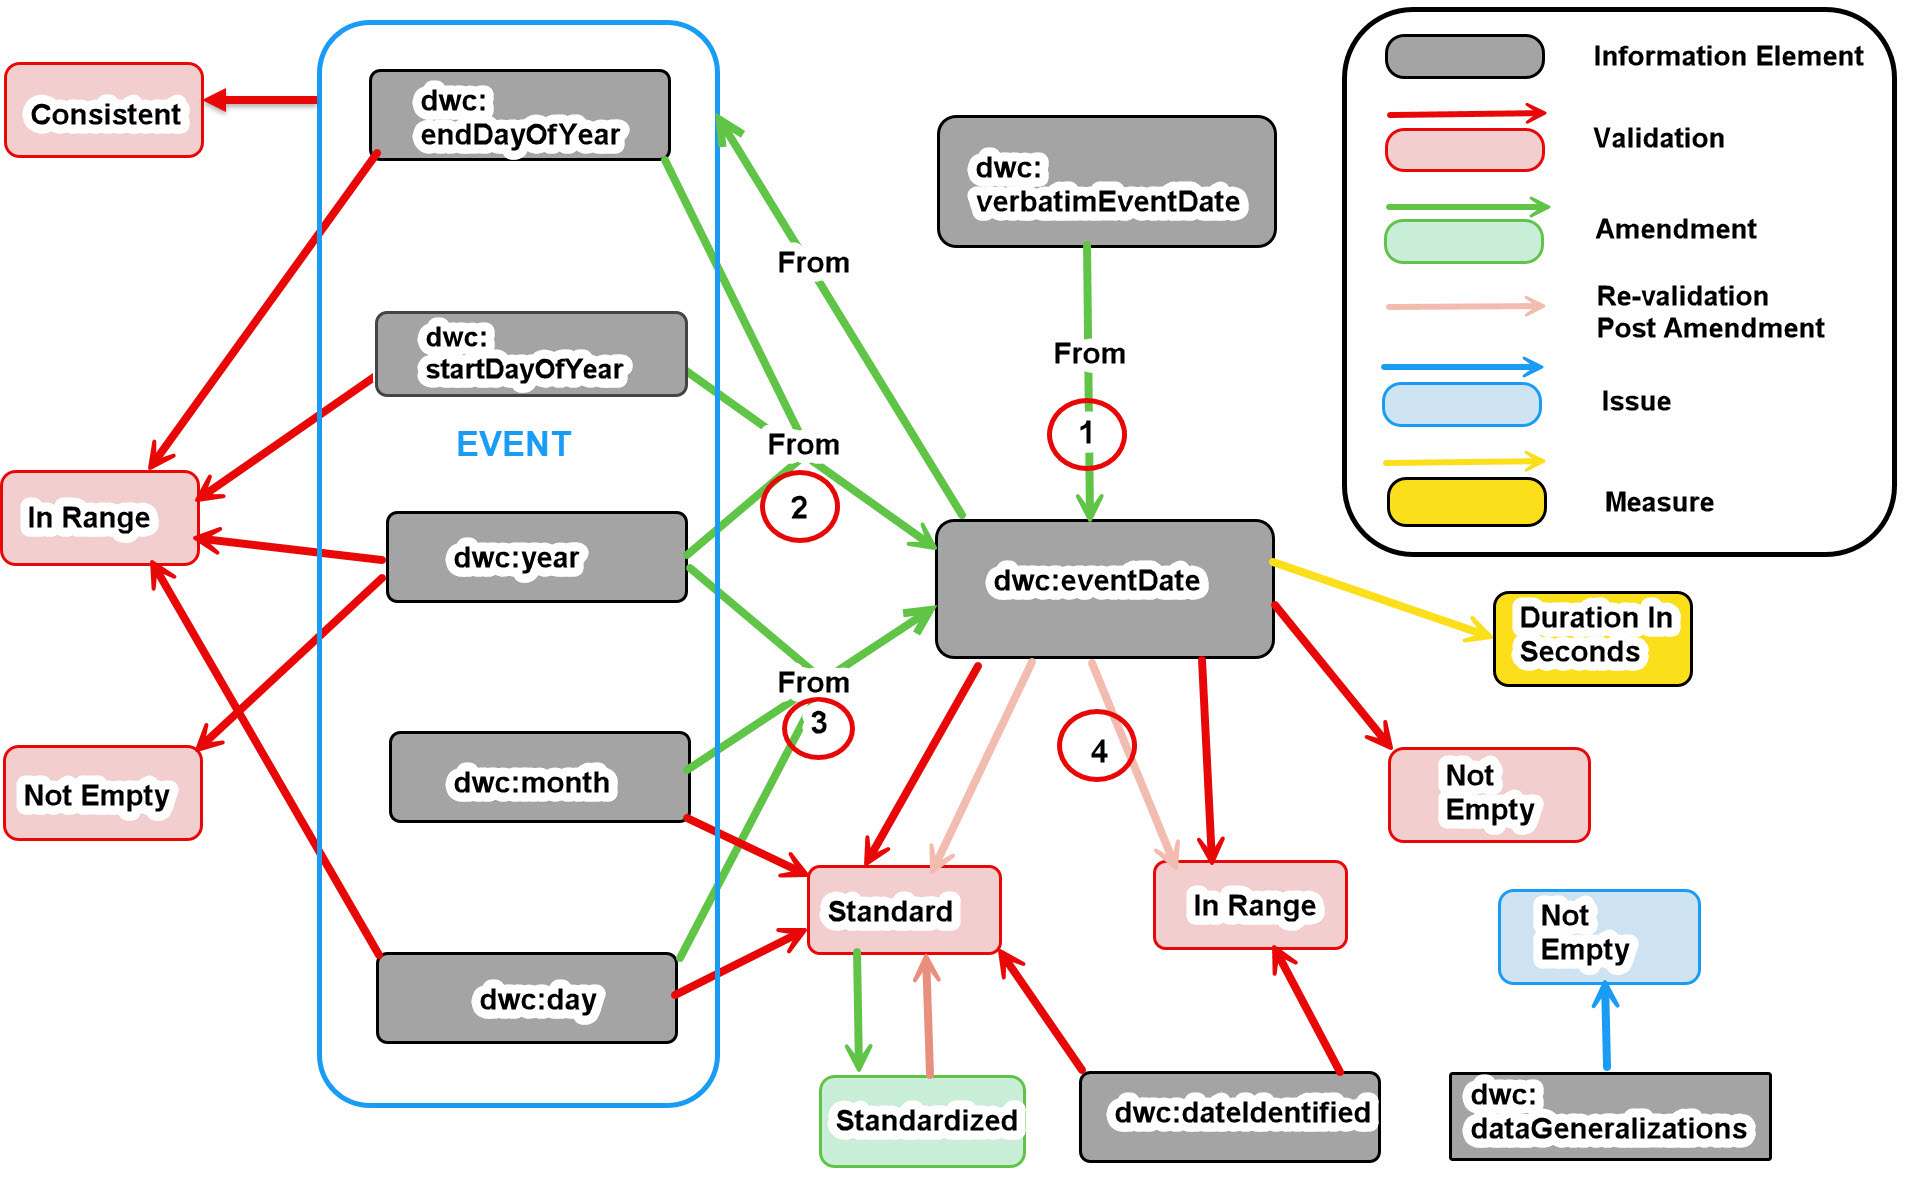 Consistent
dwc:
endDayOfYear
dwc:
verbatimEventDate
Information Element
Validation
Amendment
Re-validation
Post Amendment
Issue
Measure
From
From
dwc:
startDayOfYear
EVENT
From
1
2
In Range
dwc:year
dwc:eventDate
Duration In
Seconds
From
3
4
Not Empty
dwc:month
Not
Empty
Standard
In Range
Not
Empty
dwc:day
Standardized
dwc:dateIdentified
dwc:
dataGeneralizations